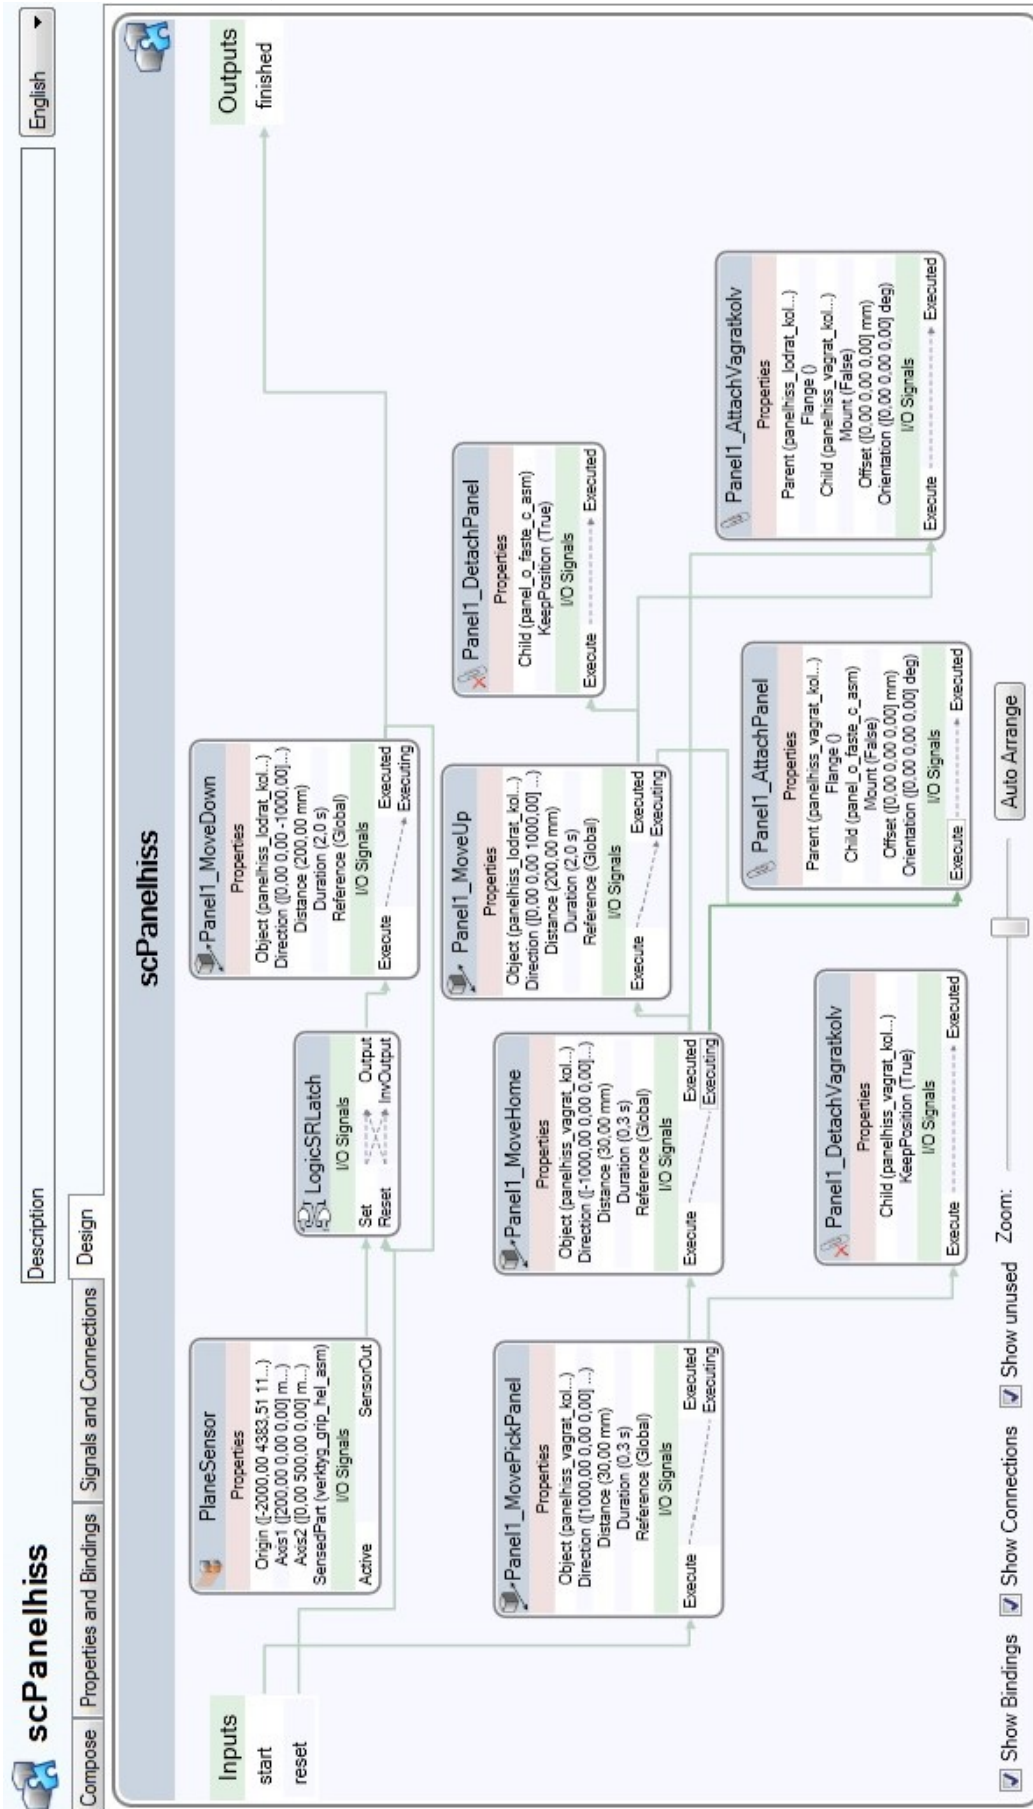 scPanelhiss
Description
English
Compose
Properties and Bindings
Signals and Connections
Design
scPanelhiss
Inputs
start
reset
Outputs
finished
PlaneSensor
Properties
Origin ([-2000,00 4383,51 11...)
Axis1 ([200,00 0,00 0,00] m...)
Axis2 ([0,00 500,00 0,00] m...)
SensedPart (verktyg_grip_hel_asm)
I/O Signals
Active SensorOut
LogicSRLatch
I/O Signals
Set Output
Reset InvOutput
Panel1_MoveDown
Properties
Object (panelhiss_lodrat_kol...)
Direction ([0,00 0,00 -1000,00]...)
Distance (200,00 mm)
Duration (2,0 s)
Reference (Global)
I/O Signals
Execute Executed
Executing
Panel1_MovePickPanel
Properties
Object (panelhiss_vagrat_kol...)
Direction ([1000,00 0,00 0,00] ...)
Distance (30,00 mm)
Duration (0,3 s)
Reference (Global)
I/O Signals
Execute Executed
Executing
Panel1_MoveHome
Properties
Object (panelhiss_vagrat_kol...)
Direction ([-1000,00 0,00 0,00]...)
Distance (30,00 mm)
Duration (0,3 s)
Reference (Global)
I/O Signals
Execute Executed
Executing
Panel1_MoveUp
Properties
Object (panelhiss_lodrat_kol...)
Direction ([0,00 0,00 1000,00] ...)
Distance (200,00 mm)
Duration (2,0 s)
Reference (Global)
I/O Signals
Execute Executed
Executing
Panel1_DetachPanel
Properties
Child (panel_o_faste_c_asm)
KeepPosition (True)
I/O Signals
Execute Executed
Panel1_DetachVagratkolv
Properties
Child (panelhiss_vagrat_kol...)
KeepPosition (True)
I/O Signals
Execute Executed
Panel1_AttachPanel
Properties
Parent (panelhiss_vagrat_kol...)
Flange ()
Child (panel_o_faste_c_asm)
Mount (False)
Offset ([0,00 0,00 0,00] mm)
Orientation ([0,00 0,00 0,00] deg)
I/O Signals
Execute Executed
Panel1_AttachVagratkolv
Properties
Parent (panelhiss_lodrat_kol...)
Flange ()
Child (panelhiss_vagrat_kol...)
Mount (False)
Offset ([0,00 0,00 0,00] mm)
Orientation ([0,00 0,00 0,00] deg)
I/O Signals
Execute Executed
Show Bindings
Show Connections
Show unused
Zoom:
Auto Arrange